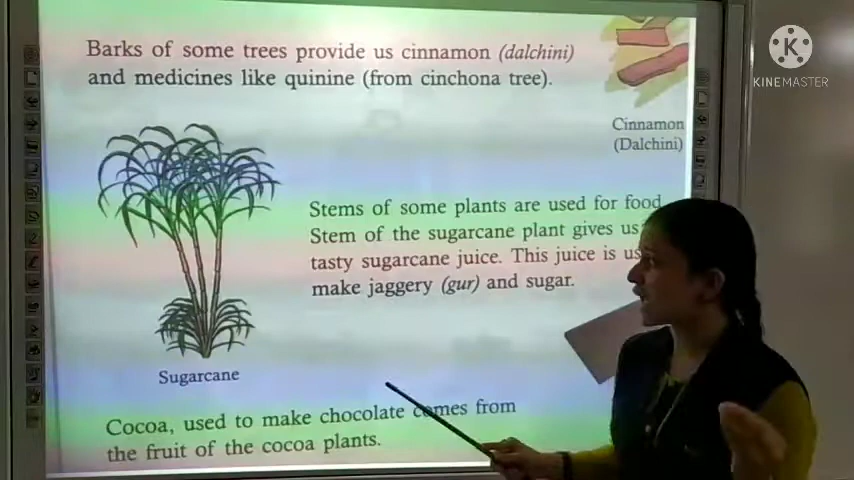 Barks of some trees provide us cinnamon (dalchini)
and medicines like quinine (from cinchona tree).
Cinnamon
(Dalchini)
Stems of some plants are used for food
Stem of the sugarcane plant gives us
tasty sugarcane juice. This juice is
make jaggery (gur) and sugar.
Sugarcane
Cocoa, used to make chocolate comes from
the fruit of the cocoa plants.
K
KINEMASTER